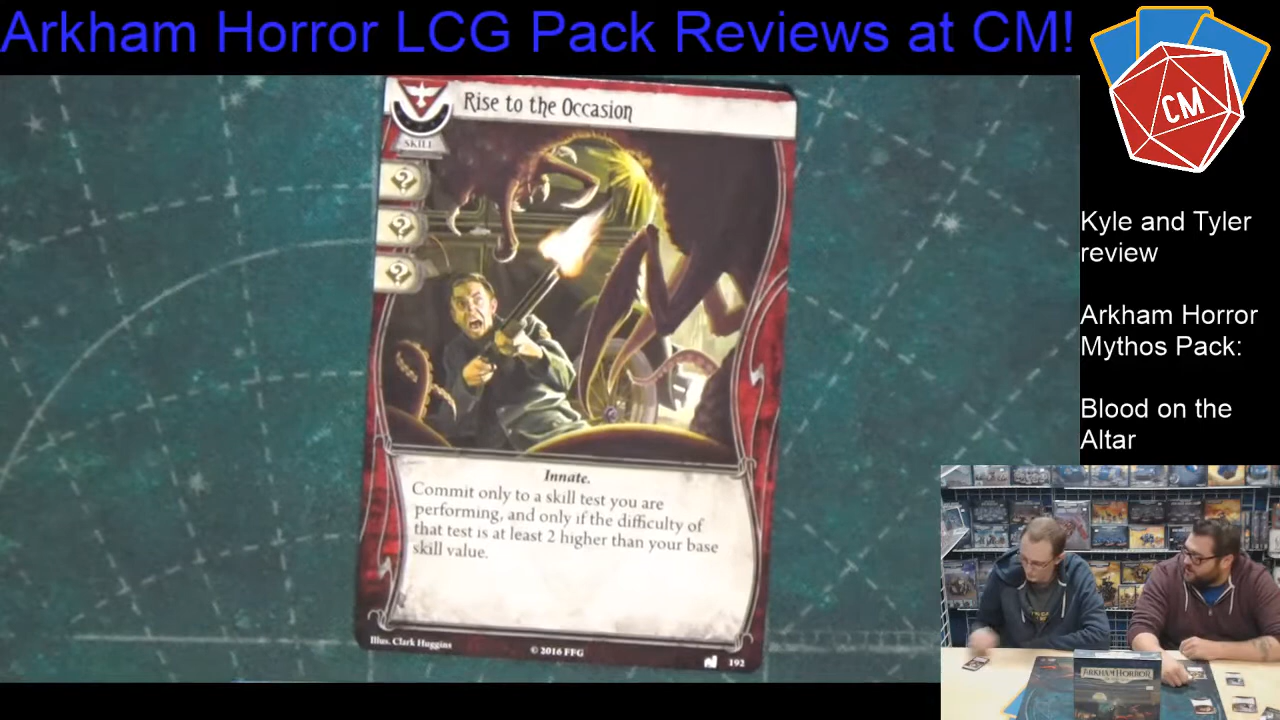 Arkham Horror LCG Pack Reviews at CM!
CM
Rise to the Occasion
SKILL
?
?
?
Innate.
Commit only to a skill test you are
performing, and only if the difficulty of
that test is at least 2 higher than your base
skill value.
Illus. Clark Huggins
© 2016 FFG
192
Kyle and Tyler
review
Arkham Horror
Mythos Pack:
Blood on the
Altar
ARKHAM HORROR